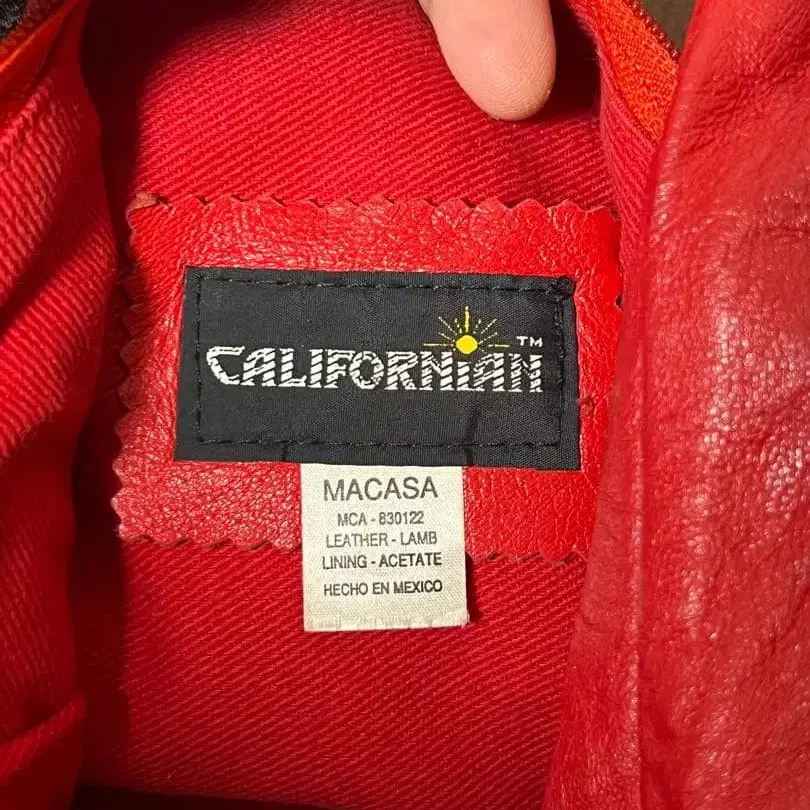 CALIFORNIAN™
MACASA
MCA - 830122
LEATHER - LAMB
LINING - ACETATE
HECHO EN MEXICO